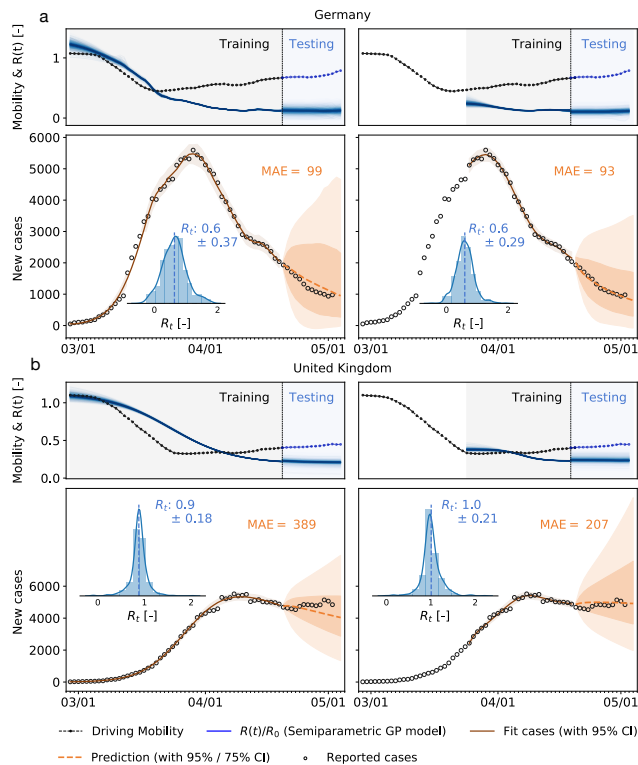 a
Germany
Mobility & R(t) [-]
1
0
Training
Testing
Training
Testing
New cases
6000
5000
4000
3000
2000
1000
0
MAE = 99
R_t: 0.6
± 0.37
0
2
R_t [-]
03/01
04/01
05/01
MAE = 93
R_t: 0.6
± 0.29
0
2
R_t [-]
03/01
04/01
05/01
b
United Kingdom
Mobility & R(t) [-]
1.0
0.5
0.0
Training
Testing
Training
Testing
New cases
8000
6000
4000
2000
0
R_t: 0.9
± 0.18
MAE = 389
0
1
2
R_t [-]
03/01
04/01
05/01
R_t: 1.0
± 0.21
MAE = 207
0
1
2
R_t [-]
03/01
04/01
05/01
Driving Mobility
R(t)/R_0 (Semiparametric GP model)
Fit cases (with 95% CI)
Prediction (with 95% / 75% CI)
Reported cases